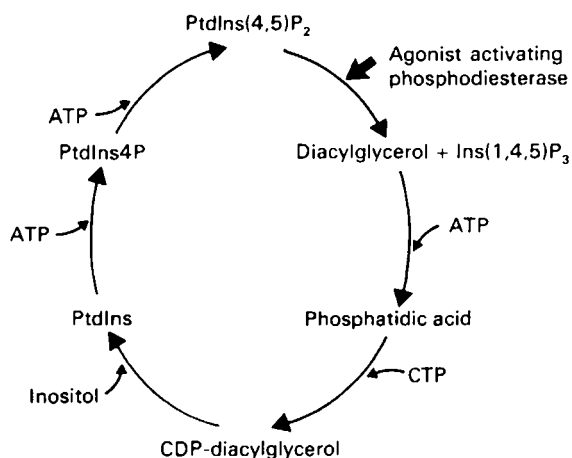 PtdIns(4,5)P₂
Agonist activating
phosphodiesterase
ATP
PtdIns4P
Diacylglycerol + Ins(1,4,5)P₃
ATP
ATP
PtdIns
Phosphatidic acid
Inositol
CTP
CDP-diacylglycerol